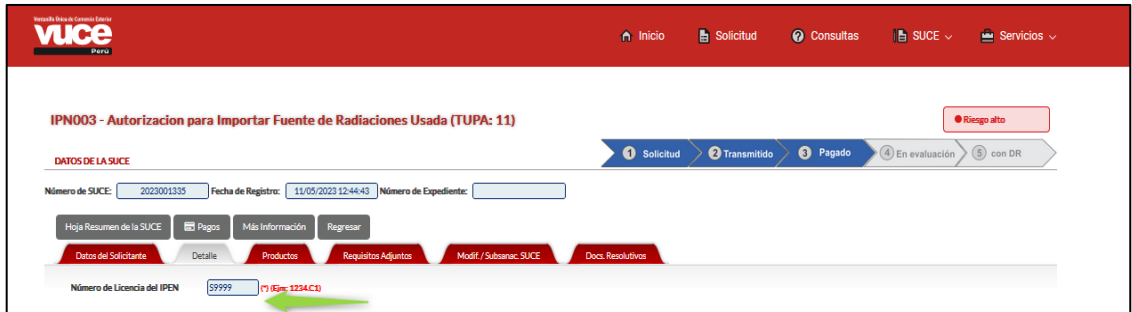 Ventanilla Única de Comercio Exterior
vuce
Perú
Inicio Solicitud Consultas SUCE Servicios
IPN003 - Autorizacion para Importar Fuente de Radiaciones Usada (TUPA: 11)
Riesgo alto
DATOS DE LA SUCE
1 Solicitud 2 Transmitido 3 Pagado 4 En evaluación 5 con DR
Número de SUCE: 2023001335 Fecha de Registro: 11/05/2023 12:44:43 Número de Expediente:
Hoja Resumen de la SUCE Pagos Más Información Regresar
Datos del Solicitante Detalle Productos Requisitos Adjuntos Modif./Subsanac. SUCE Docs. Resolutivos
Número de Licencia del IPEN S9999 (*) (Ejm: 1234.C1)